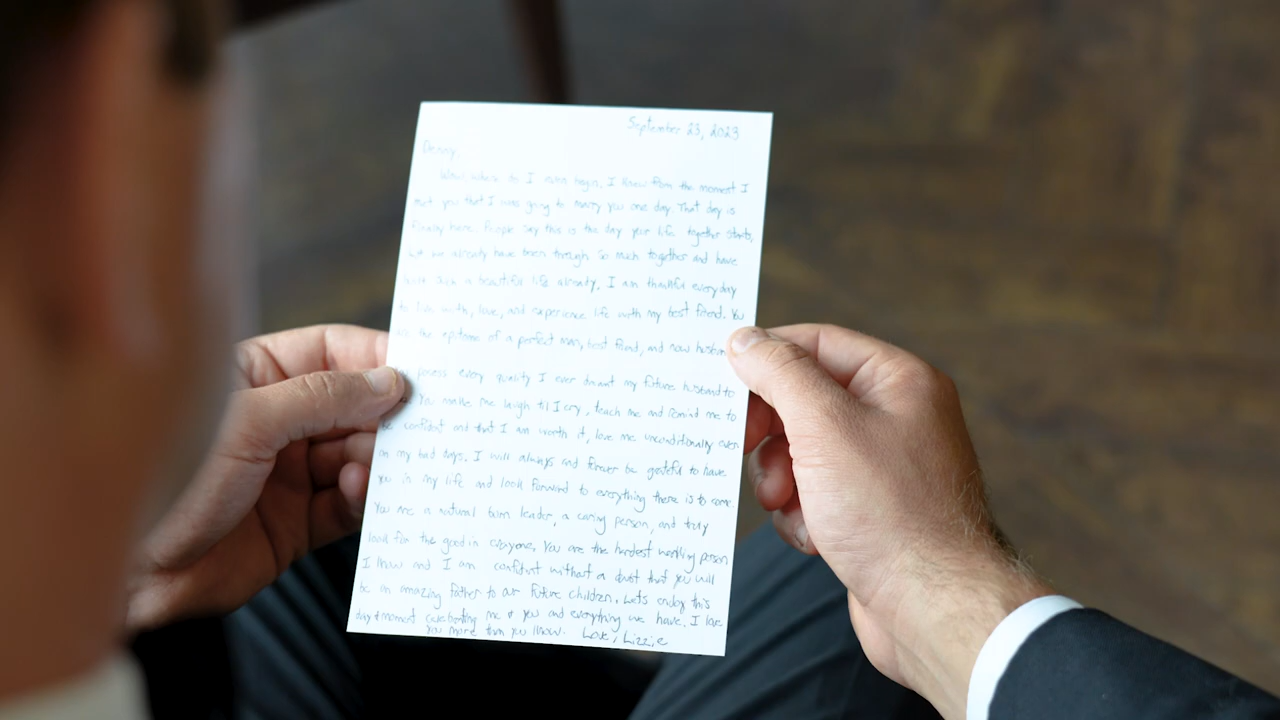 September 23, 2023
Denny,
Wow where do I even begin. I knew from the moment I
met you that I was going to marry you one day. That day is
finally here. People say this is the day your life together starts,
but we already have been through so much together and have
built such a beautiful life already. I am thankful everyday
to live with, love, and experience life with my best friend. You
are the epitome of a perfect man, best friend, and now
possess every quality I ever my future husband to
You make me laugh til I cry, teach me and remind me to
be confident and that I am worth it, love me unconditionally even
on my bad days. I will always and forever be grateful to have
you in my life and look forward to everything there is to come.
You are a natural born leader, a caring person, and truly
look for the good in everyone. You are the hardest working person
I know and I am confident without a doubt that you will
be an amazing father to our future children. Lets enjoy this
day & moment celebrating me & you and everything we have. I love
you more than you know. Love, Lizzie